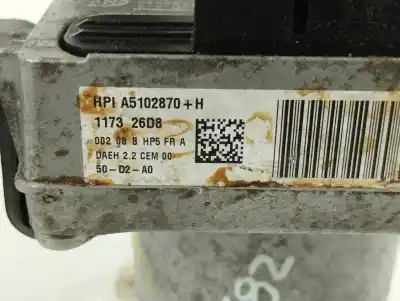 HPI A5102870+H
1173 26D8
002 08 B HP5 FR A
DAEH 2.2 CEM 00
50-D2-A0